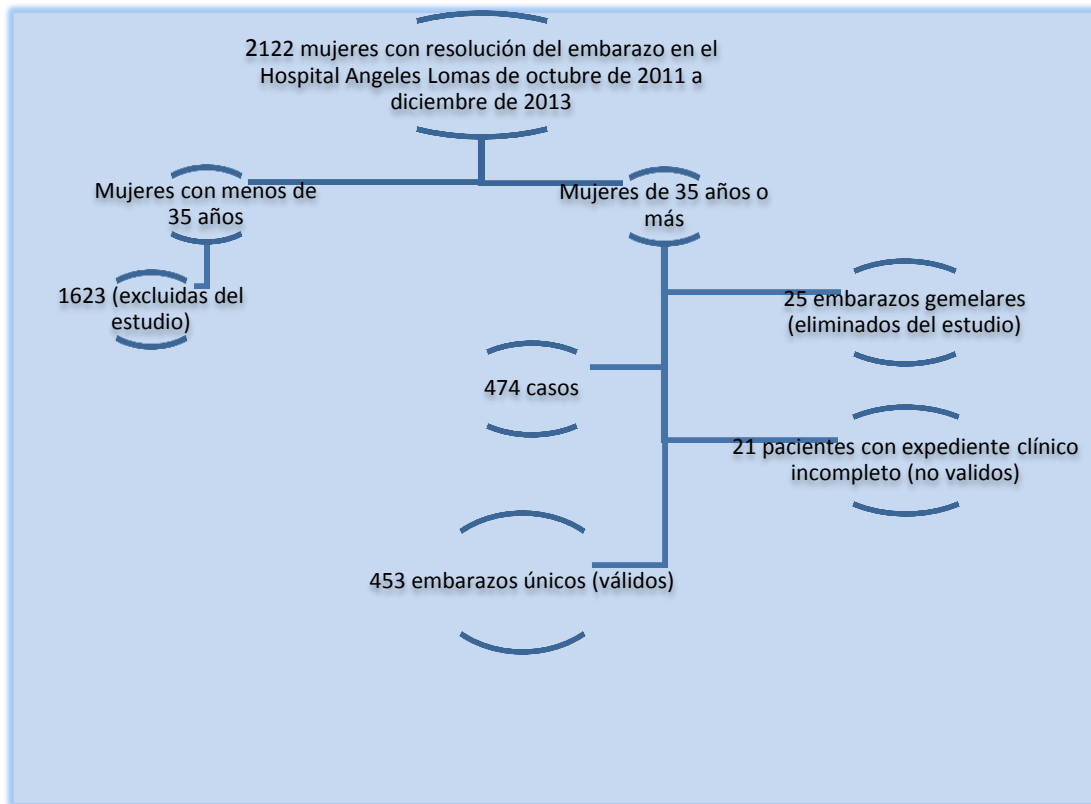 2122 mujeres con resolución del embarazo en el
Hospital Angeles Lomas de octubre de 2011 a
diciembre de 2013
Mujeres con menos de
35 años
Mujeres de 35 años o
más
1623 (excluidas del
estudio)
25 embarazos gemelares
(eliminados del estudio)
474 casos
21 pacientes con expediente clínico
incompleto (no validos)
453 embarazos únicos (válidos)